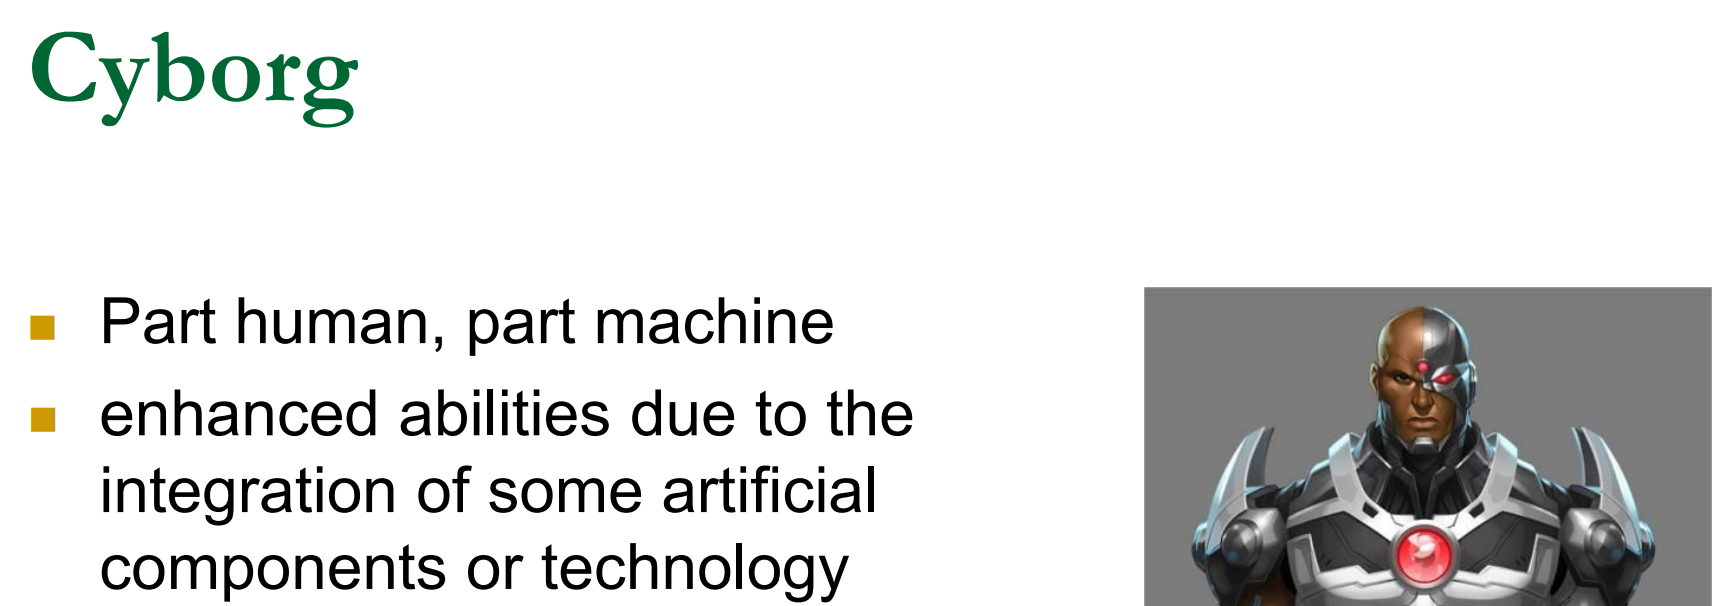 Cyborg
Part human, part machine
enhanced abilities due to the
integration of some artificial
components or technology